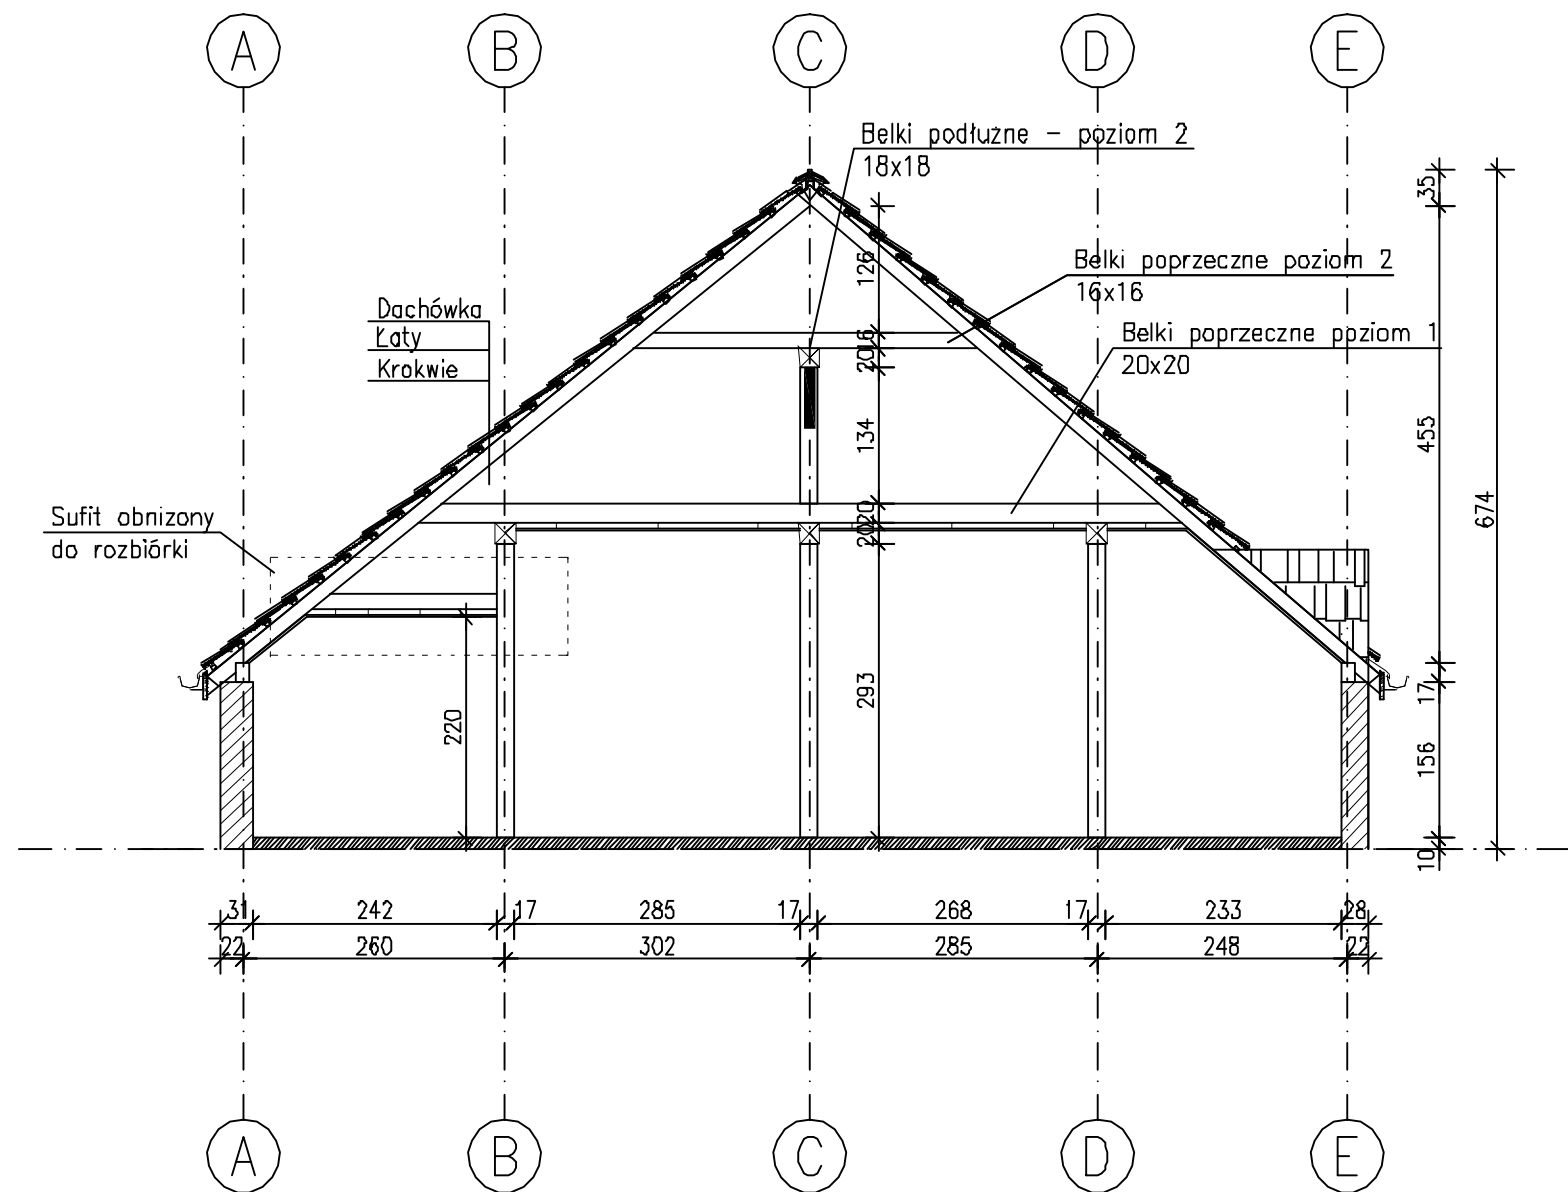 A B C D E
Belki podłuzne - poziom 2
18x18
35
126
Belki poprzeczne poziom 2
16x16
Dachówka
Łaty
Krokwie
Belki poprzeczne poziom 1
20x20
16
20
134
455
674
Sufit obnizony
do rozbiórki
20
20
293
17
220
156
10
31 242 17 285 17 268 17 233 28
22 260 302 285 248 22
A B C D E